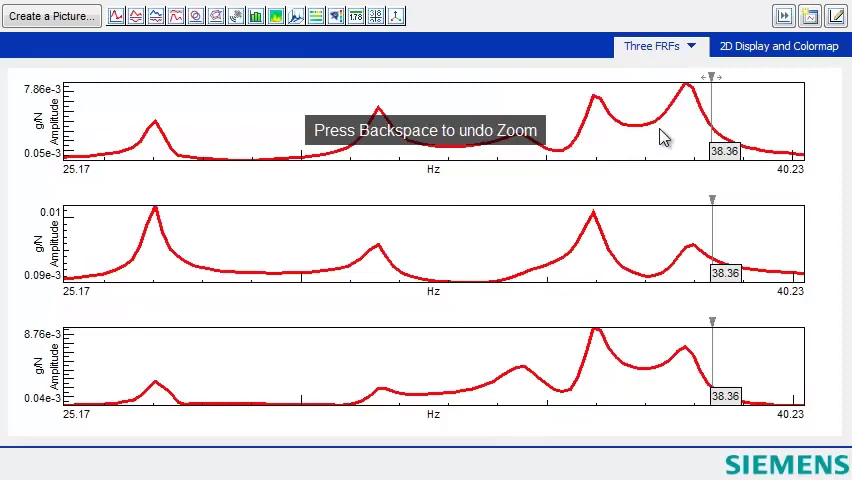 Create a Picture...
1.78
Three FRFs
2D Display and Colormap
7.86e-3
g/N
Amplitude
0.05e-3
Press Backspace to undo Zoom
38.36
25.17
Hz
40.23
0.01
g/N
Amplitude
0.09e-3
38.36
25.17
Hz
40.23
8.76e-3
g/N
Amplitude
0.04e-3
38.36
25.17
Hz
40.23
SIEMENS